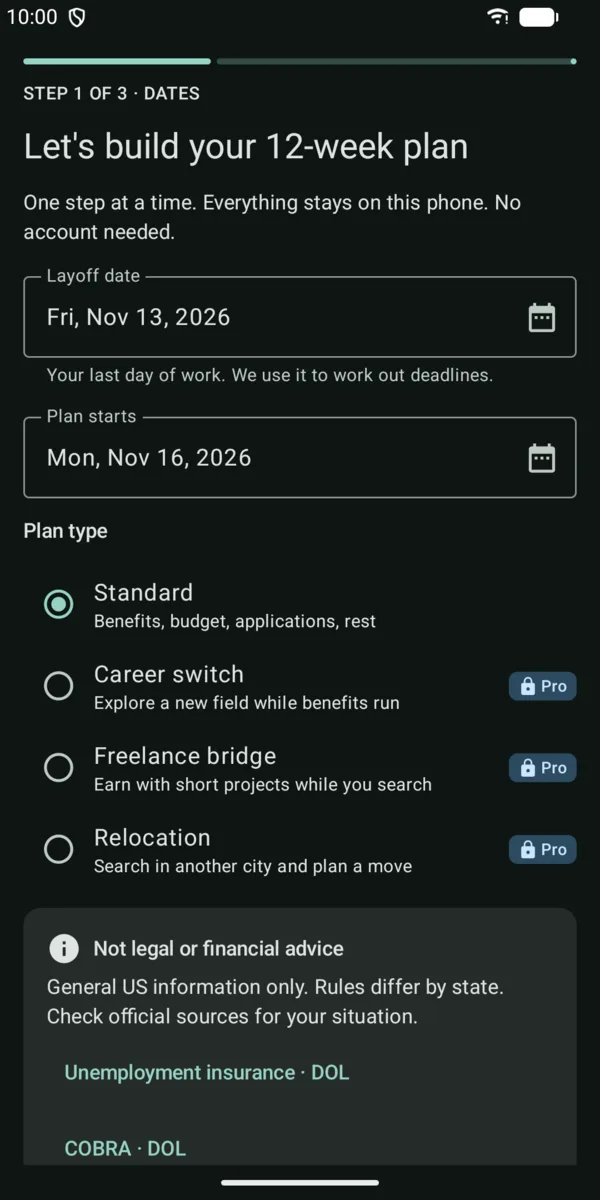 10:00
STEP 1 OF 3 · DATES
Let's build your 12-week plan
One step at a time. Everything stays on this phone. No
account needed.
Layoff date
Fri, Nov 13, 2026
Your last day of work. We use it to work out deadlines.
Plan starts
Mon, Nov 16, 2026
Plan type
Standard
Benefits, budget, applications, rest
Career switch
Explore a new field while benefits run
Pro
Freelance bridge
Earn with short projects while you search
Pro
Relocation
Search in another city and plan a move
Pro
Not legal or financial advice
General US information only. Rules differ by state.
Check official sources for your situation.
Unemployment insurance · DOL
COBRA · DOL